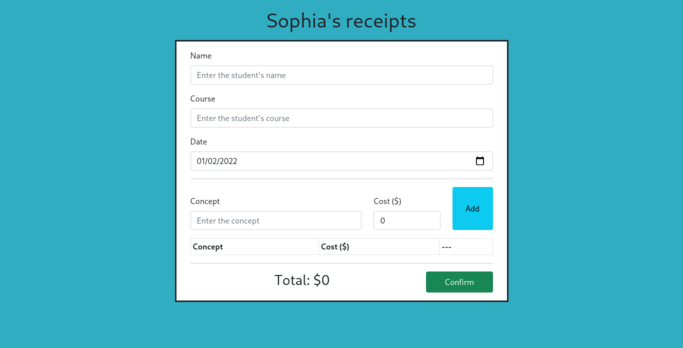 Sophia's receipts
Name
Enter the student's name
Course
Enter the student's course
Date
01/02/2022
Concept Cost ($) Add
Enter the concept 0
Concept Cost ($) ---
Total: $0 Confirm